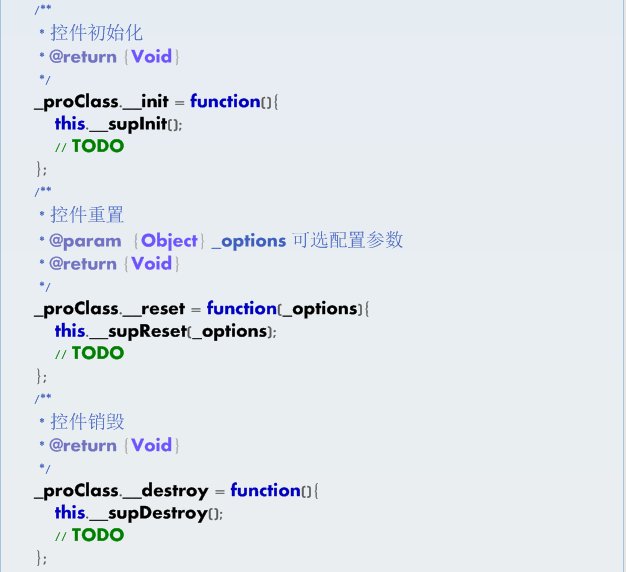 /**
* 控件初始化
* @return {Void}
*/
_proClass.__init = function(){
this.__supInit();
// TODO
};
/**
* 控件重置
* @param {Object} _options 可选配置参数
* @return {Void}
*/
_proClass.__reset = function(_options){
this.__supReset(_options);
// TODO
};
/**
* 控件销毁
* @return {Void}
*/
_proClass.__destroy = function(){
this.__supDestroy();
// TODO
};